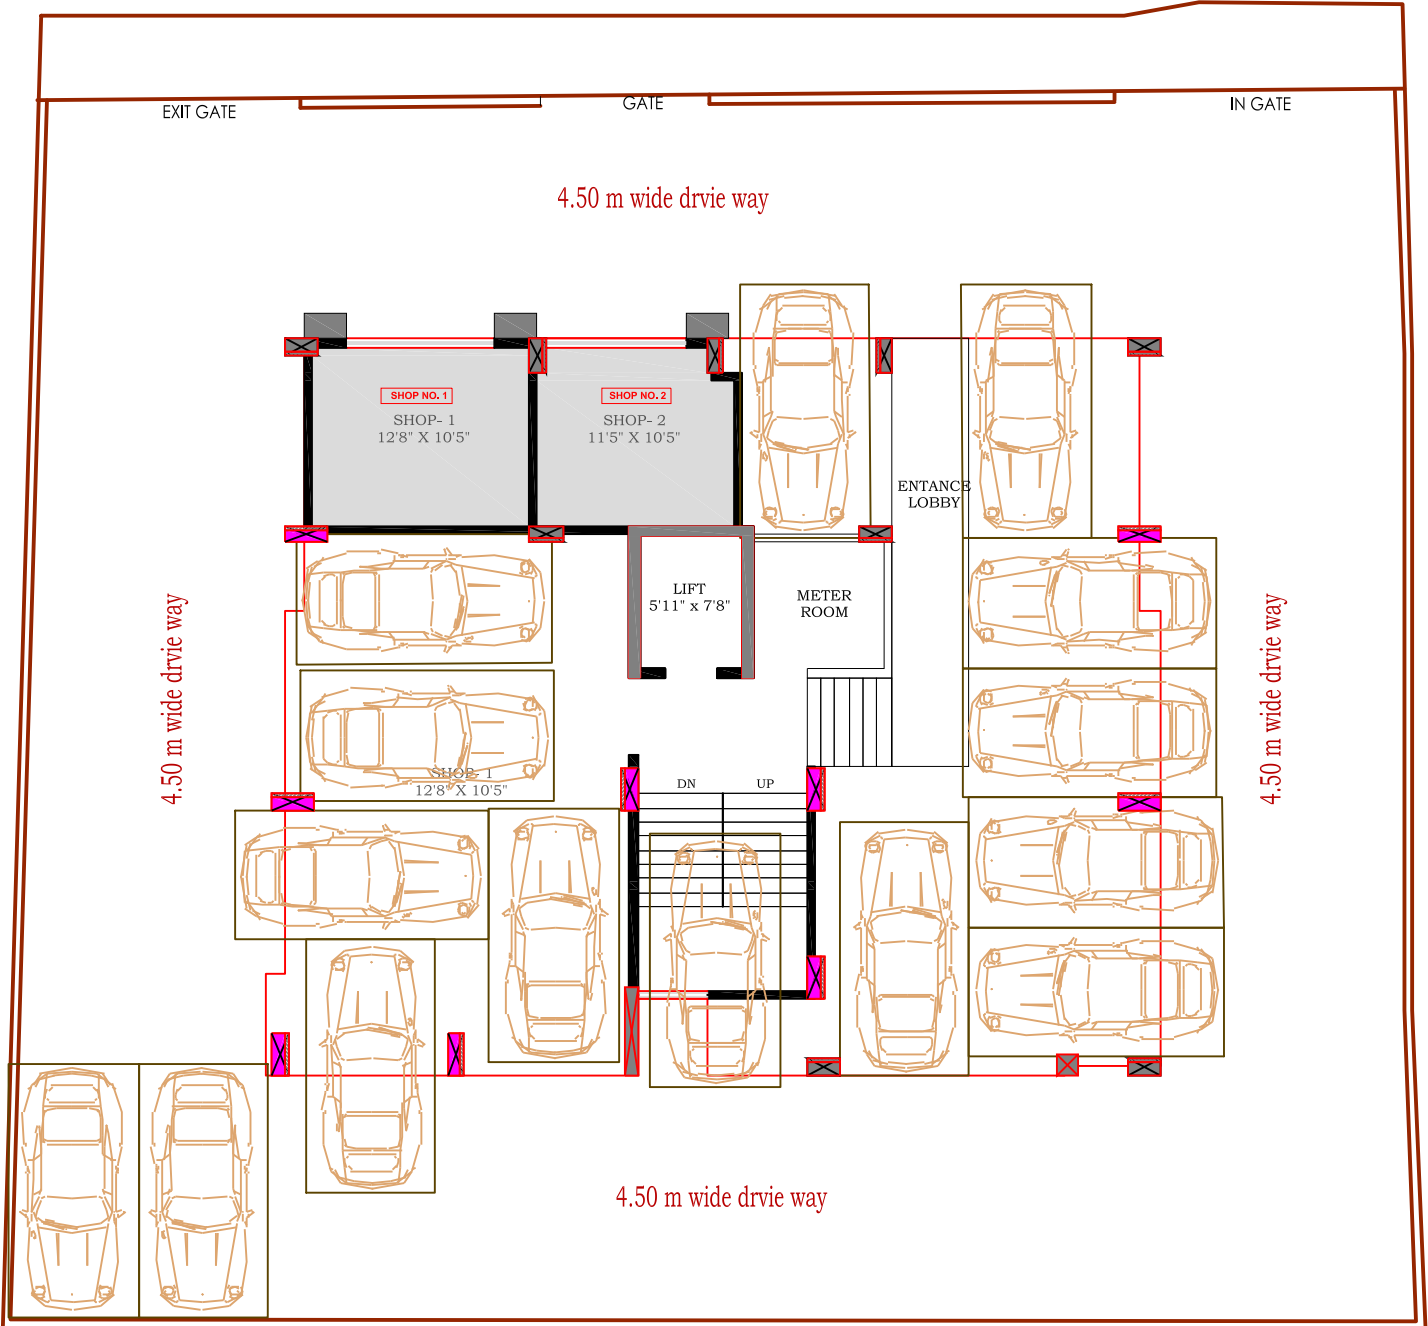 EXIT GATE
GATE
IN GATE
4.50 m wide drvie way
SHOP NO. 1
SHOP- 1
12'8" X 10'5"
SHOP NO. 2
SHOP- 2
11'5" X 10'5"
ENTANCE
LOBBY
LIFT
5'11" x 7'8"
METER
ROOM
4.50 m wide drvie way
4.50 m wide drvie way
SHOP- 1
12'8" X 10'5"
DN
UP
4.50 m wide drvie way